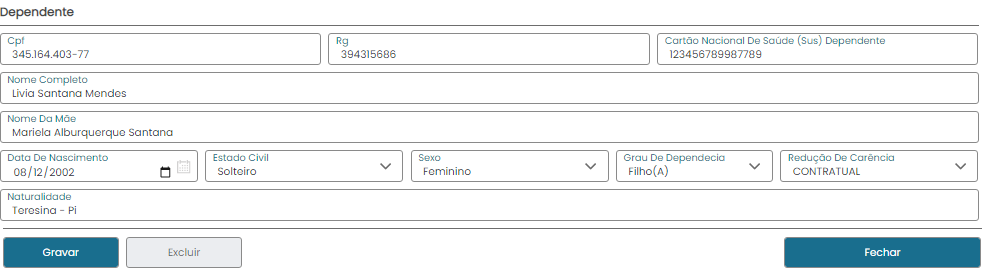 Dependente
Cpf Rg Cartão Nacional De Saúde (Sus) Dependente
345.164.403-77 394315686 123456789987789
Nome Completo
Livia Santana Mendes
Nome Da Mãe
Mariela Alburquerque Santana
Data De Nascimento Estado Civil Sexo Grau De Dependecia Redução De Carência
08/12/2002 Solteiro Feminino Filho(A) CONTRATUAL
Naturalidade
Teresina - Pi
Gravar Excluir Fechar